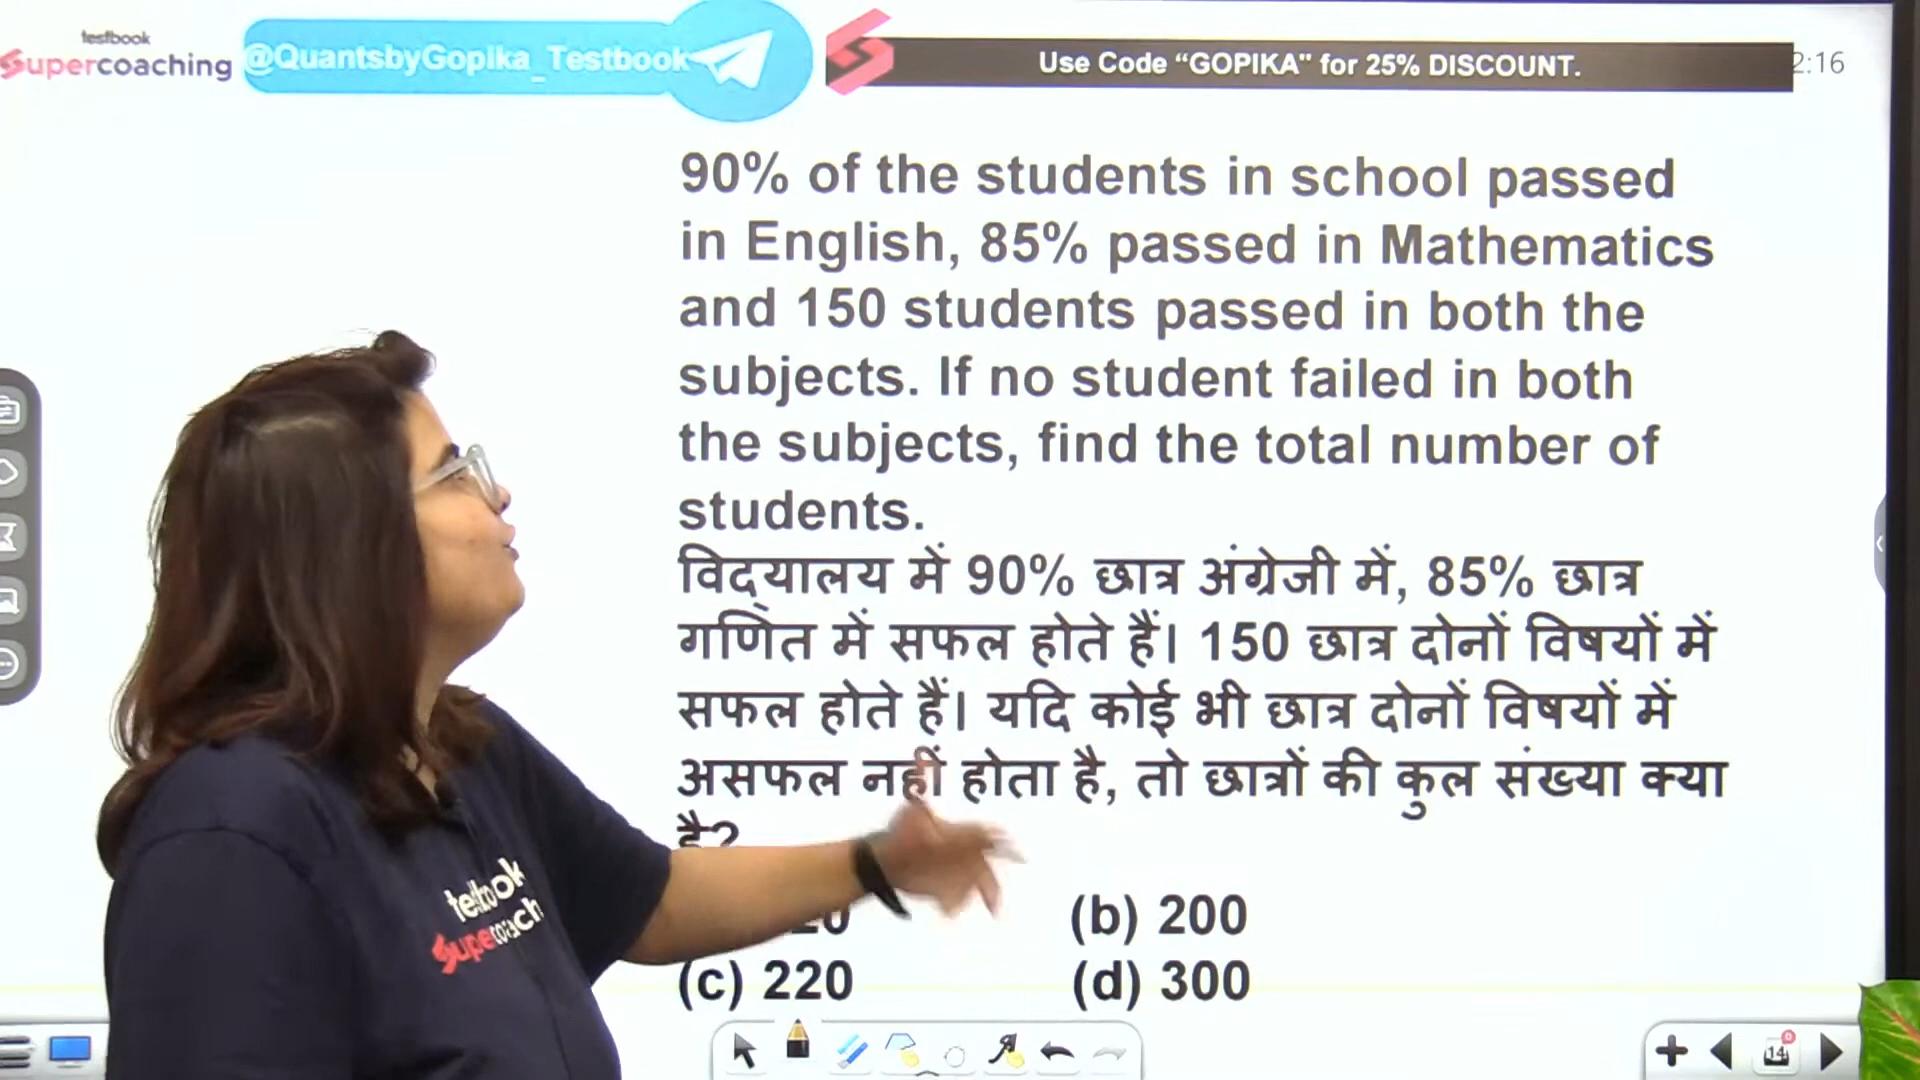 testbook
Supercoaching
@QuantsbyGopika_Testbook
Use Code “GOPIKA” for 25% DISCOUNT.
2:16
90% of the students in school passed
in English, 85% passed in Mathematics
and 150 students passed in both the
subjects. If no student failed in both
the subjects, find the total number of
students.
विद्यालय में 90% छात्र अंग्रेजी में, 85% छात्र
गणित में सफल होते हैं। 150 छात्र दोनों विषयों में
सफल होते हैं। यदि कोई भी छात्र दोनों विषयों में
असफल नहीं होता है, तो छात्रों की कुल संख्या क्या
है?
(b) 200
(c) 220
(d) 300
testbook
Supercoach
14